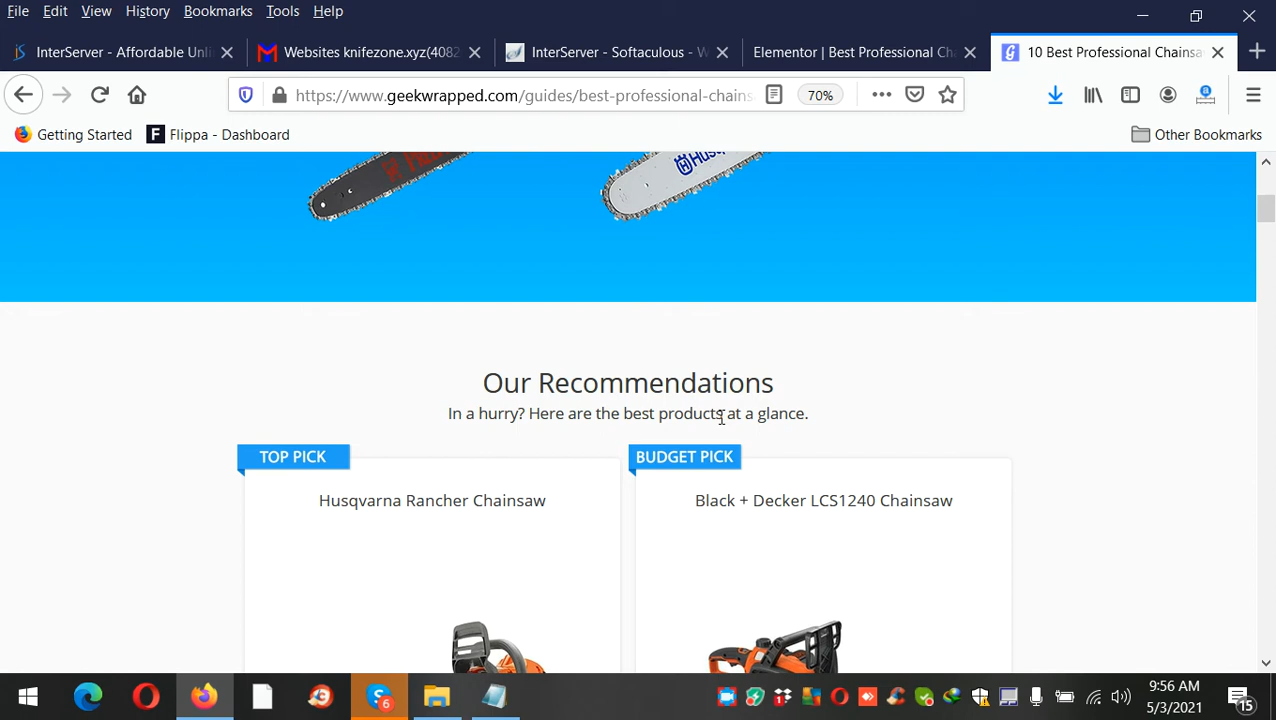 File Edit View History Bookmarks Tools Help
InterServer - Affordable Unli
Websites knifezone.xyz(4082
InterServer - Softaculous - W
Elementor | Best Professional Cha
10 Best Professional Chainsa
https://www.geekwrapped.com/guides/best-professional-chains
70%
Getting Started
Flippa - Dashboard
Other Bookmarks
Husq
Our Recommendations
In a hurry? Here are the best products at a glance.
TOP PICK
BUDGET PICK
Husqvarna Rancher Chainsaw
Black + Decker LCS1240 Chainsaw
6
9:56 AM
5/3/2021
15